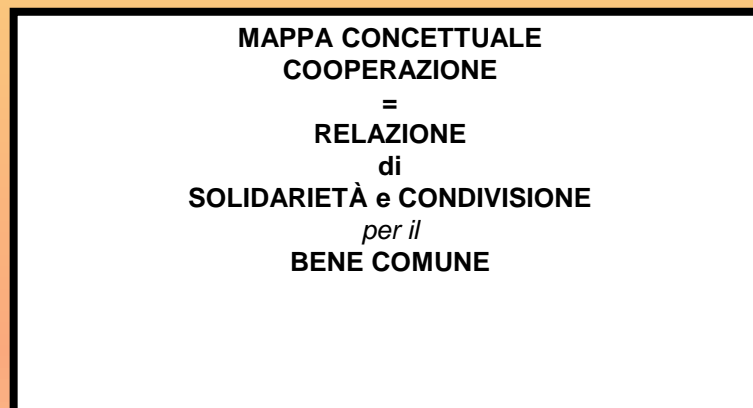 MAPPA CONCETTUALE
COOPERAZIONE
=
RELAZIONE
di
SOLIDARIETÀ e CONDIVISIONE
per il
BENE COMUNE